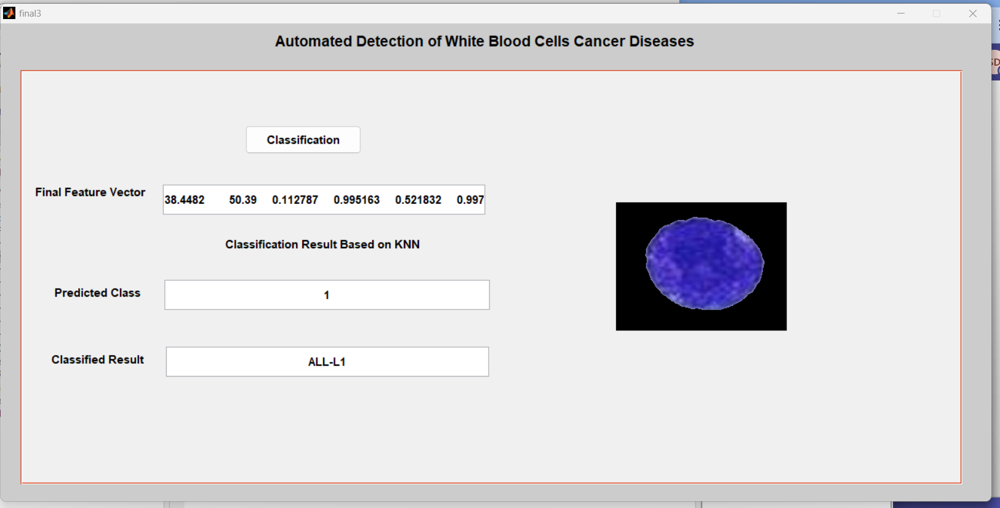 final3
Automated Detection of White Blood Cells Cancer Diseases
Classification
Final Feature Vector
38.4482 50.39 0.112787 0.995163 0.521832 0.997
Classification Result Based on KNN
Predicted Class
1
Classified Result
ALL-L1